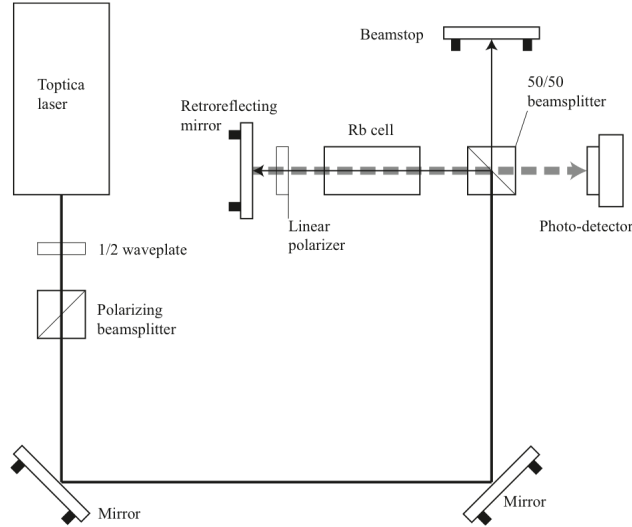 Toptica
laser
Beamstop
50/50
beamsplitter
Retroreflecting
mirror
Rb cell
Linear
polarizer
Photo-detector
1/2 waveplate
Polarizing
beamsplitter
Mirror
Mirror